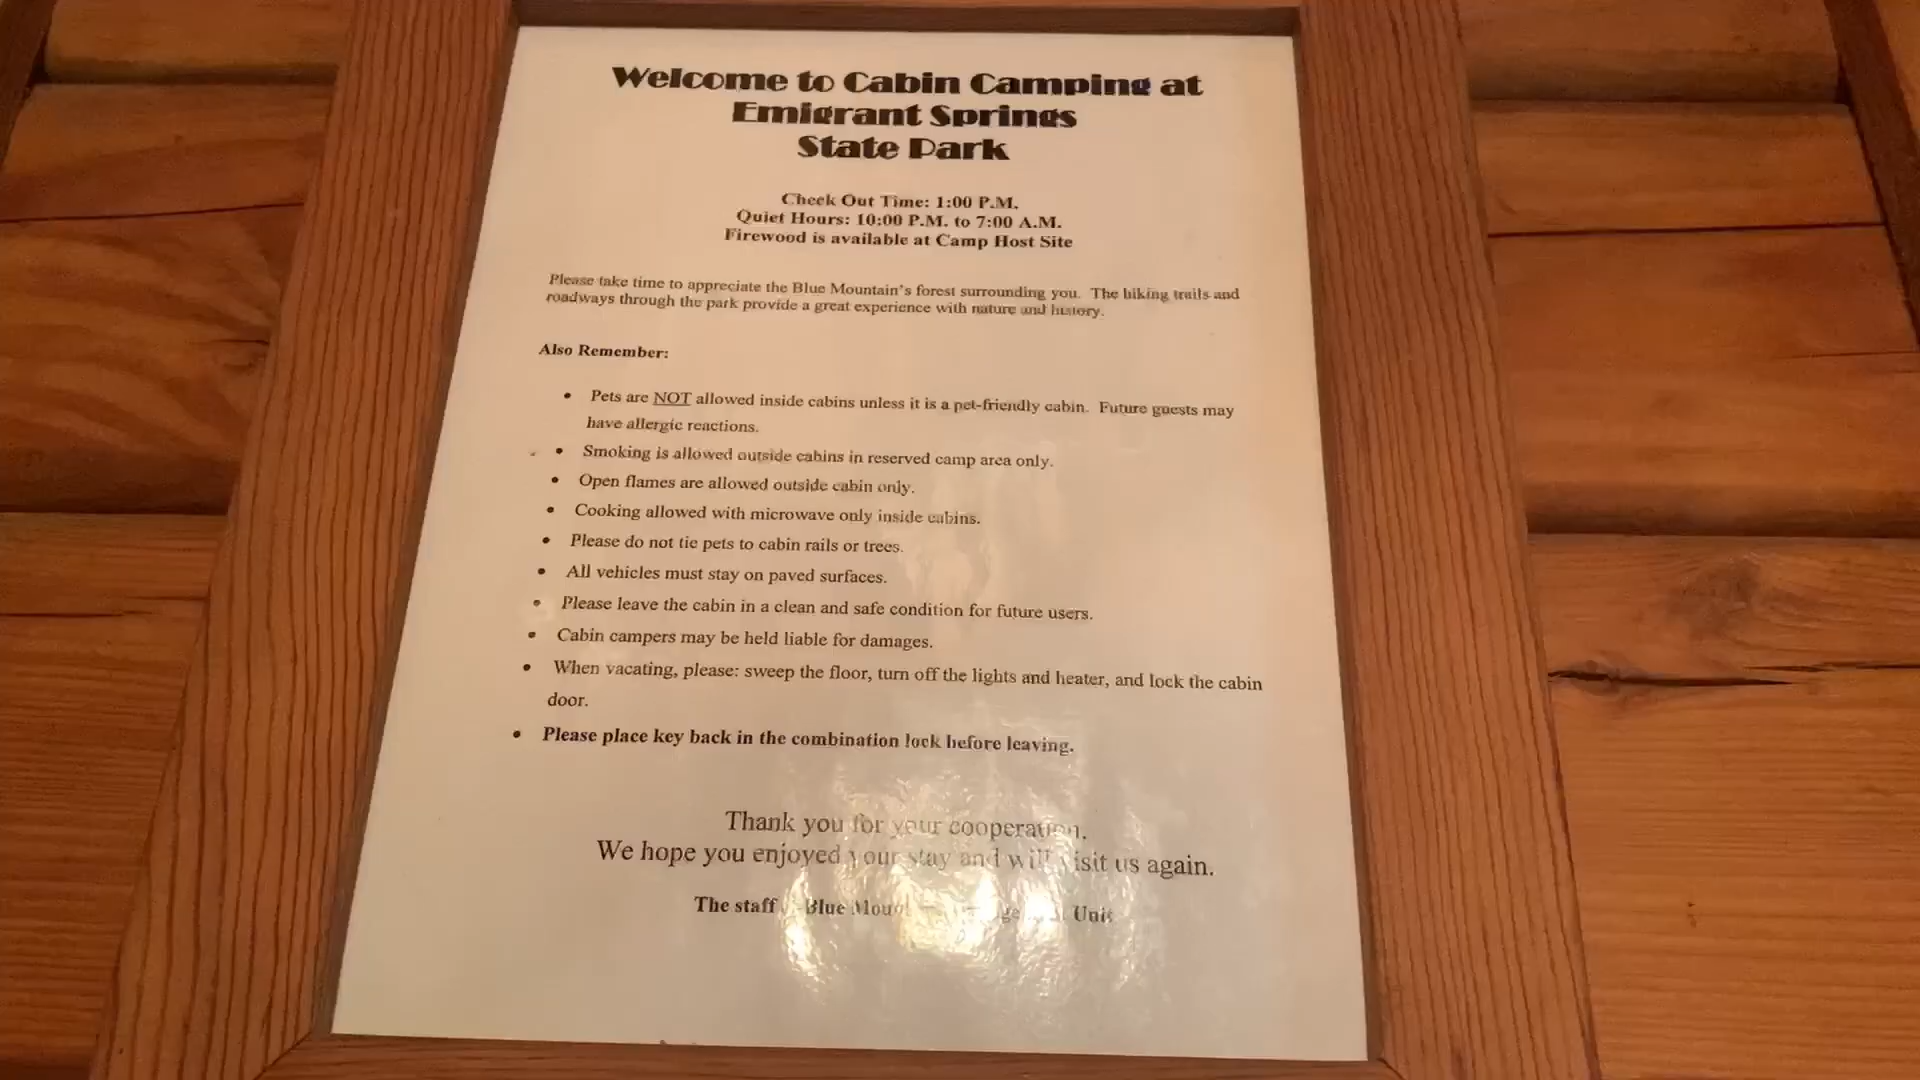 Welcome to Cabin Camping at
Emigrant Springs
State Park
Check Out Time: 1:00 P.M.
Quiet Hours: 10:00 P.M. to 7:00 A.M.
Firewood is available at Camp Host Site
Please take time to appreciate the Blue Mountain's forest surrounding you. The hiking trails and
roadways through the park provide a great experience with nature and history.
Also Remember:
• Pets are NOT allowed inside cabins unless it is a pet-friendly cabin. Future guests may
have allergic reactions.
• Smoking is allowed outside cabins in reserved camp area only.
• Open flames are allowed outside cabin only.
• Cooking allowed with microwave only inside cabins.
• Please do not tie pets to cabin rails or trees.
• All vehicles must stay on paved surfaces.
• Please leave the cabin in a clean and safe condition for future users.
• Cabin campers may be held liable for damages.
• When vacating, please: sweep the floor, turn off the lights and heater, and lock the cabin
door.
• Please place key back in the combination lock before leaving.
Thank you for your cooperation.
We hope you enjoyed your stay and will visit us again.
The staff Blue Unit